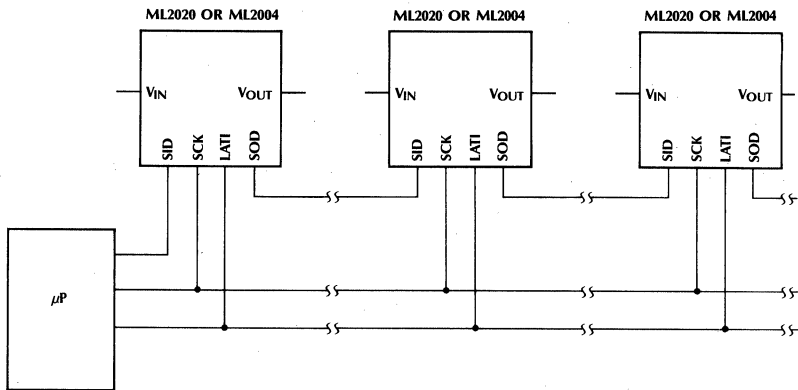 ML2020 OR ML2004
ML2020 OR ML2004
ML2020 OR ML2004
VIN
VOUT
VIN
VOUT
VIN
VOUT
SID
SCK
LATI
SOD
SID
SCK
LATI
SOD
SID
SCK
LATI
SOD
μP